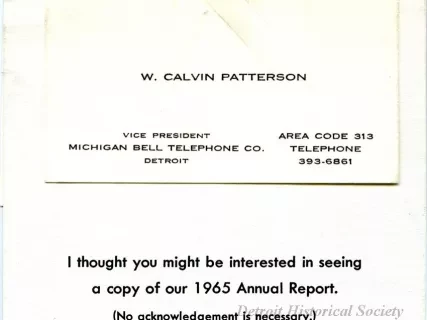 W. CALVIN PATTERSON
VICE PRESIDENT
MICHIGAN BELL TELEPHONE CO.
DETROIT
AREA CODE 313
TELEPHONE
393-6861
I thought you might be interested in seeing
a copy of our 1965 Annual Report.
(No acknowledgement is necessary.)
Detroit Historical Society